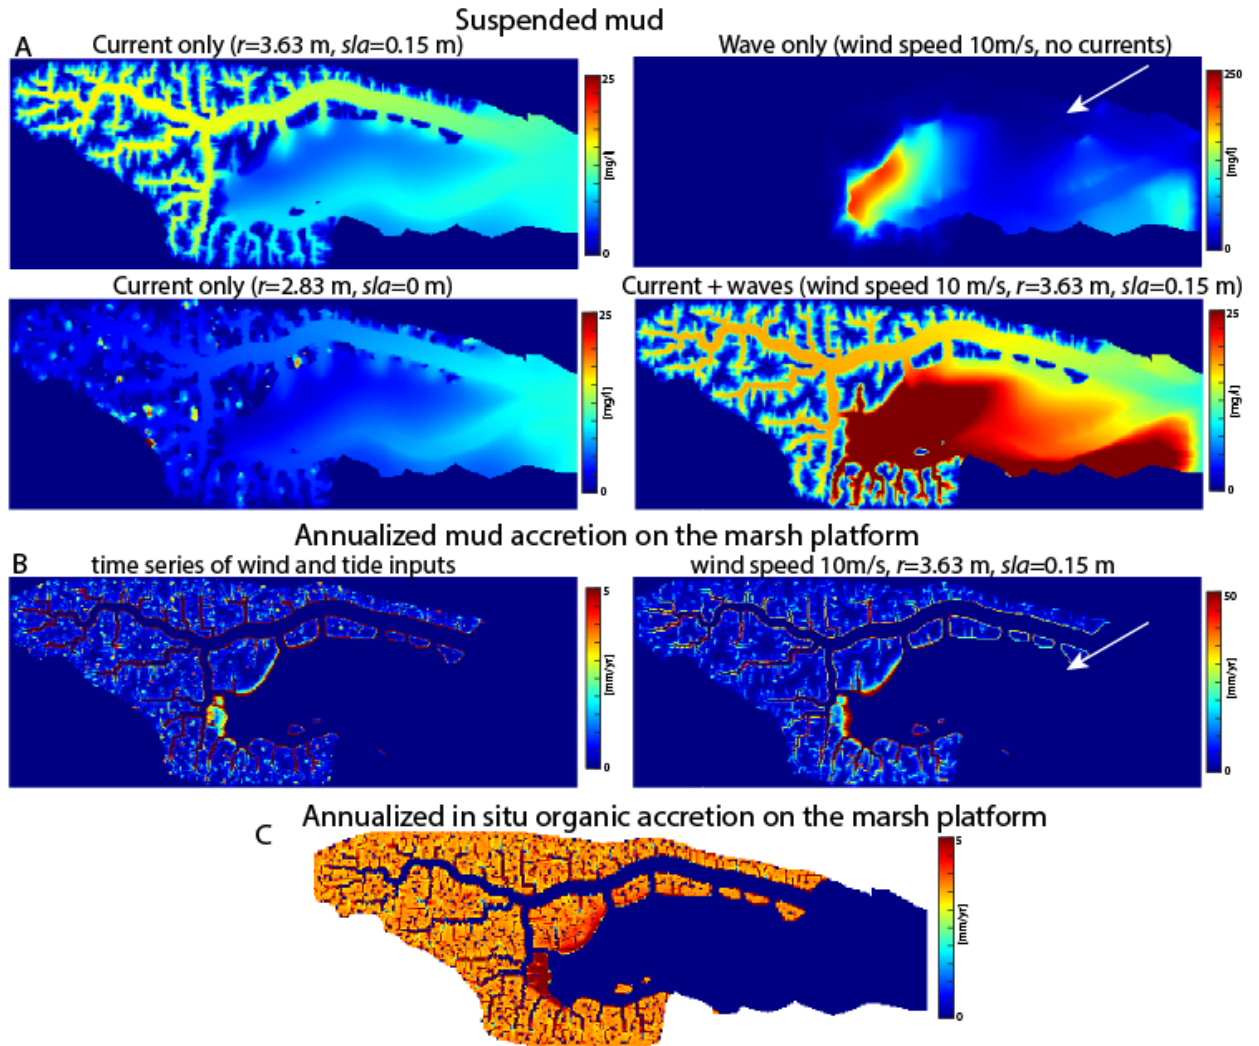 Suspended mud
A
Current only (r=3.63 m, sla=0.15 m)
Wave only (wind speed 10m/s, no currents)
25
[mg/l
0
250
[mg/l]
0
Current only (r=2.83 m, sla=0 m)
Current + waves (wind speed 10 m/s, r=3.63 m, sla=0.15 m)
25
[mg/l]
0
25
[mg/l]
0
Annualized mud accretion on the marsh platform
B
time series of wind and tide inputs
wind speed 10m/s, r=3.63 m, sla=0.15 m
5
[mm/yr]
0
50
[mm/yr]
0
Annualized in situ organic accretion on the marsh platform
C
5
[mm/yr]
0